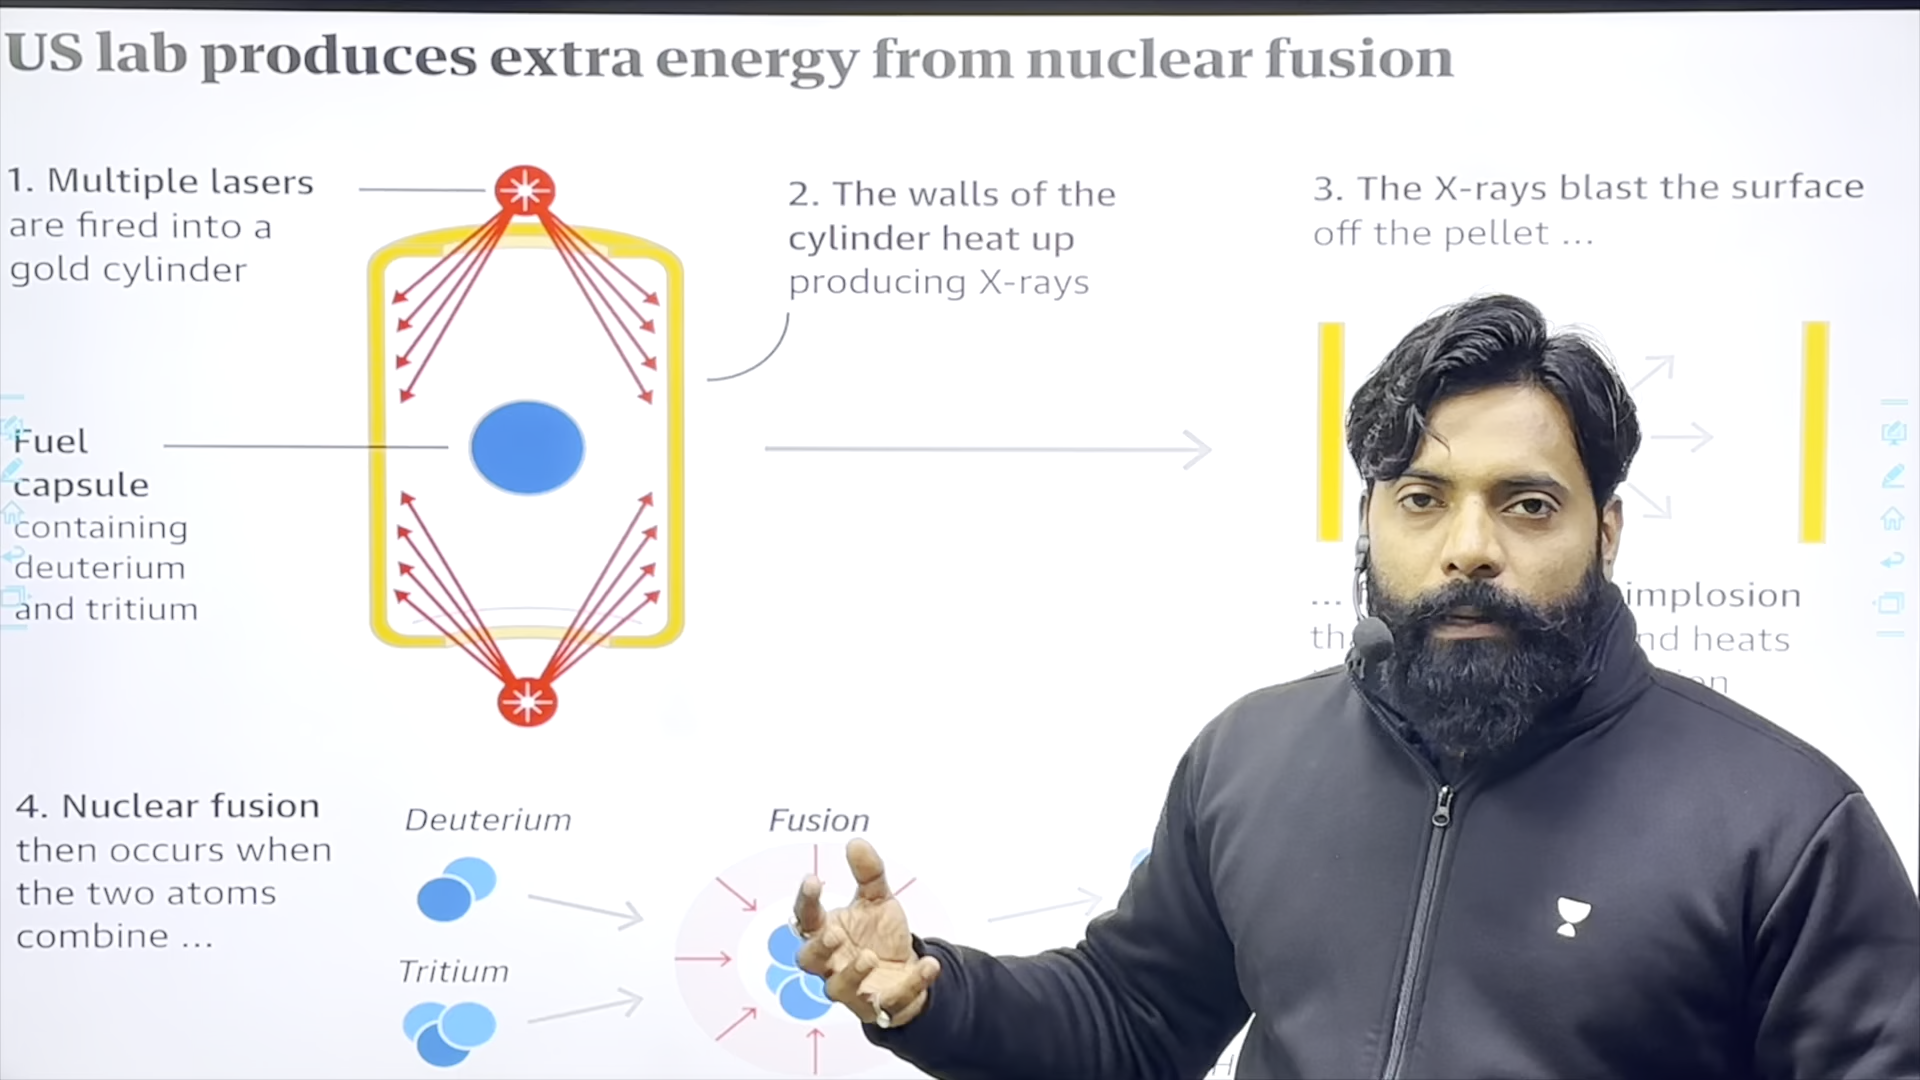 US lab produces extra energy from nuclear fusion
1. Multiple lasers
are fired into a
gold cylinder
2. The walls of the
cylinder heat up
producing X-rays
3. The X-rays blast the surface
off the pellet ...
Fuel
capsule
containing
deuterium
and tritium
... implosion
heats
4. Nuclear fusion
then occurs when
the two atoms
combine ...
Deuterium
Tritium
Fusion